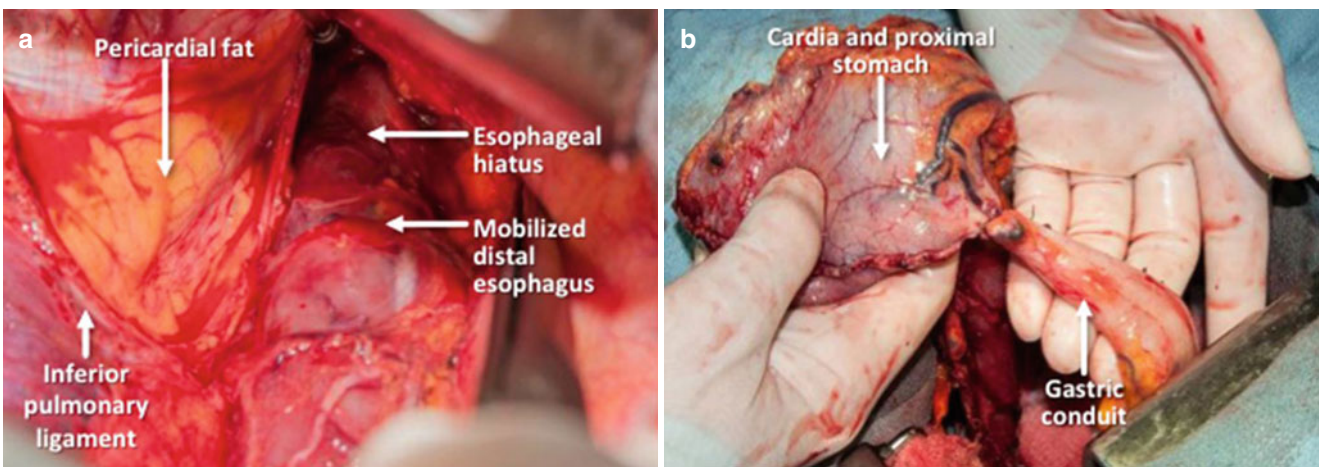 a
Pericardial fat
Esophageal
hiatus
Mobilized
distal
esophagus
Inferior
pulmonary
ligament
b
Cardia and proximal
stomach
Gastric
conduit